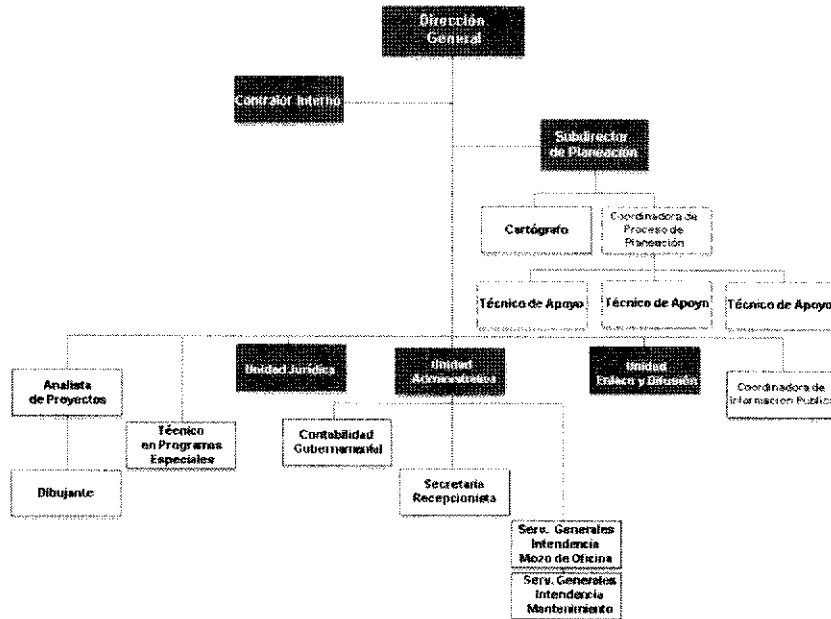 Dirección
General
Contralor Interno
Subdirector
de Planeación
Cartógrafo
Coordinadora de
Proceso de
Planeación
Técnico de Apoyo
Técnico de Apoyo
Técnico de Apoyo
Analista
de Proyectos
Técnico
en Programas
Especiales
Unidad Jurídica
Unidad
Administrativa
Unidad
Enlace y Difusión
Coordinadora de
Información Pública
Dibujante
Contabilidad
Gubernamental
Secretaria
Recepcionista
Serv. Generales
Intendencia
Mozo de Oficina
Serv. Generales
Intendencia
Mantenimiento